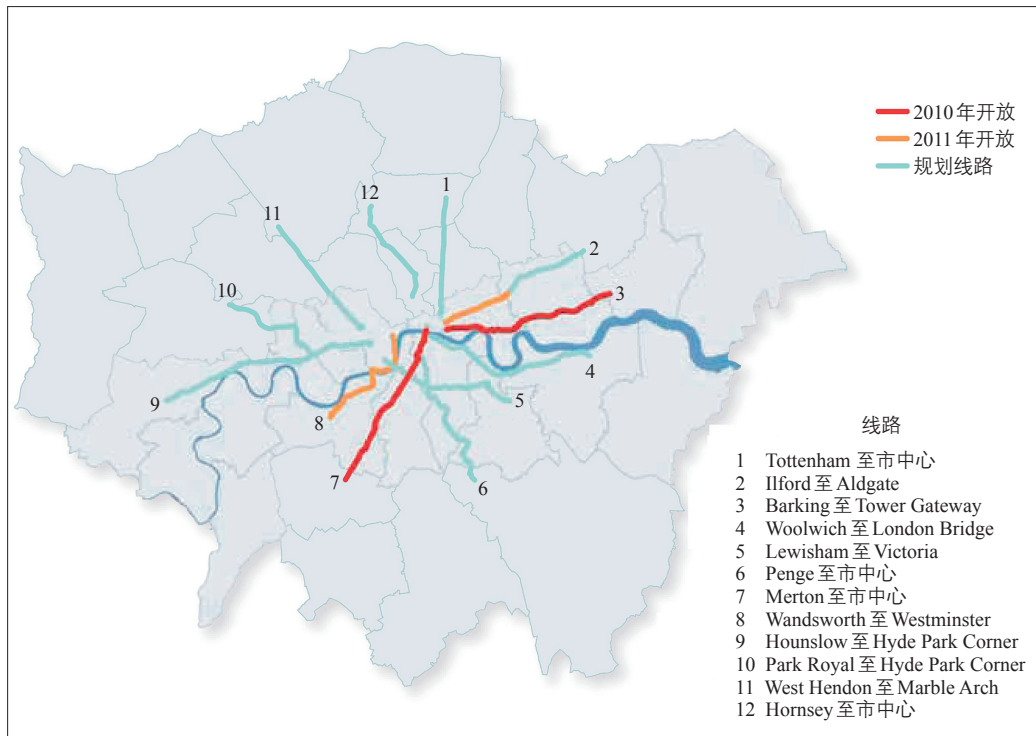 2010年开放
2011年开放
规划线路
1
2
3
4
5
6
7
8
9
10
11
12
线路
1 Tottenham 至市中心
2 Ilford 至 Aldgate
3 Barking 至 Tower Gateway
4 Woolwich 至 London Bridge
5 Lewisham 至 Victoria
6 Penge 至市中心
7 Merton 至市中心
8 Wandsworth 至 Westminster
9 Hounslow 至 Hyde Park Corner
10 Park Royal 至 Hyde Park Corner
11 West Hendon 至 Marble Arch
12 Hornsey 至市中心